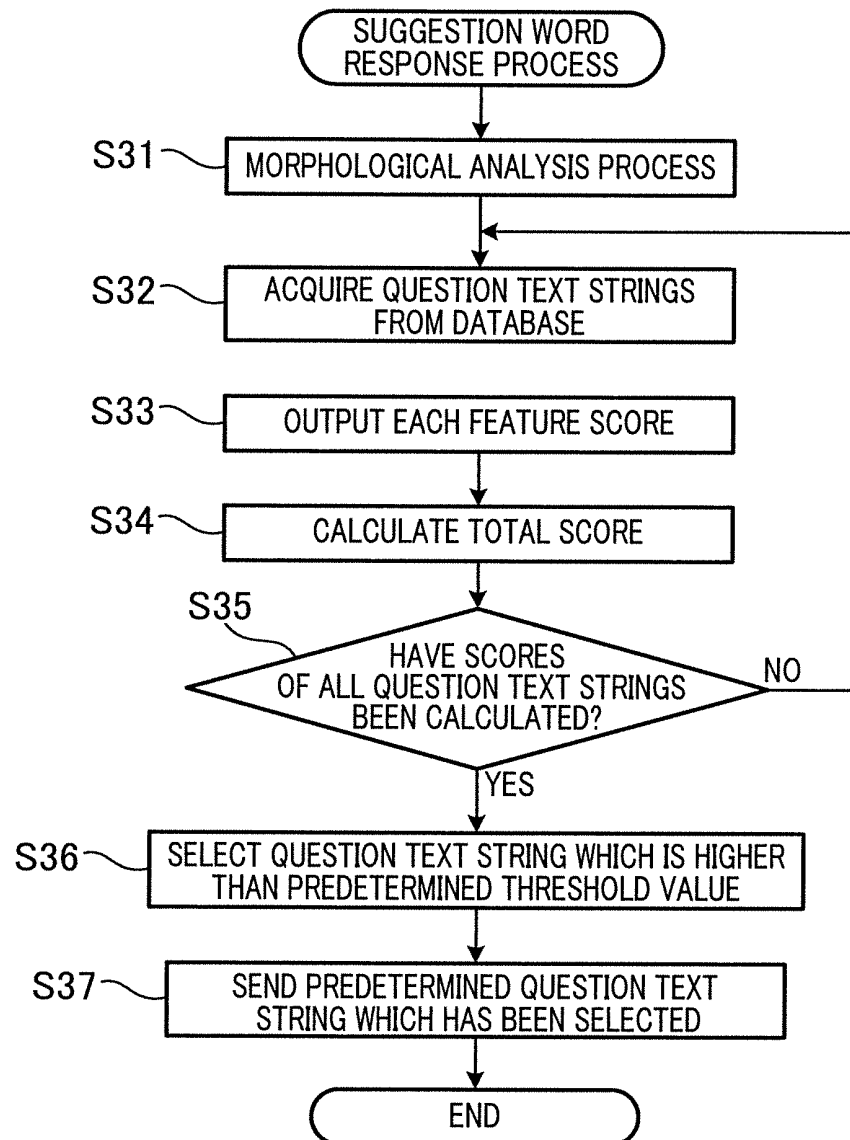 SUGGESTION WORD
RESPONSE PROCESS
S31
MORPHOLOGICAL ANALYSIS PROCESS
S32
ACQUIRE QUESTION TEXT STRINGS
FROM DATABASE
S33
OUTPUT EACH FEATURE SCORE
S34
CALCULATE TOTAL SCORE
S35
HAVE SCORES
OF ALL QUESTION TEXT STRINGS
BEEN CALCULATED?
NO
YES
S36
SELECT QUESTION TEXT STRING WHICH IS HIGHER
THAN PREDETERMINED THRESHOLD VALUE
S37
SEND PREDETERMINED QUESTION TEXT
STRING WHICH HAS BEEN SELECTED
END